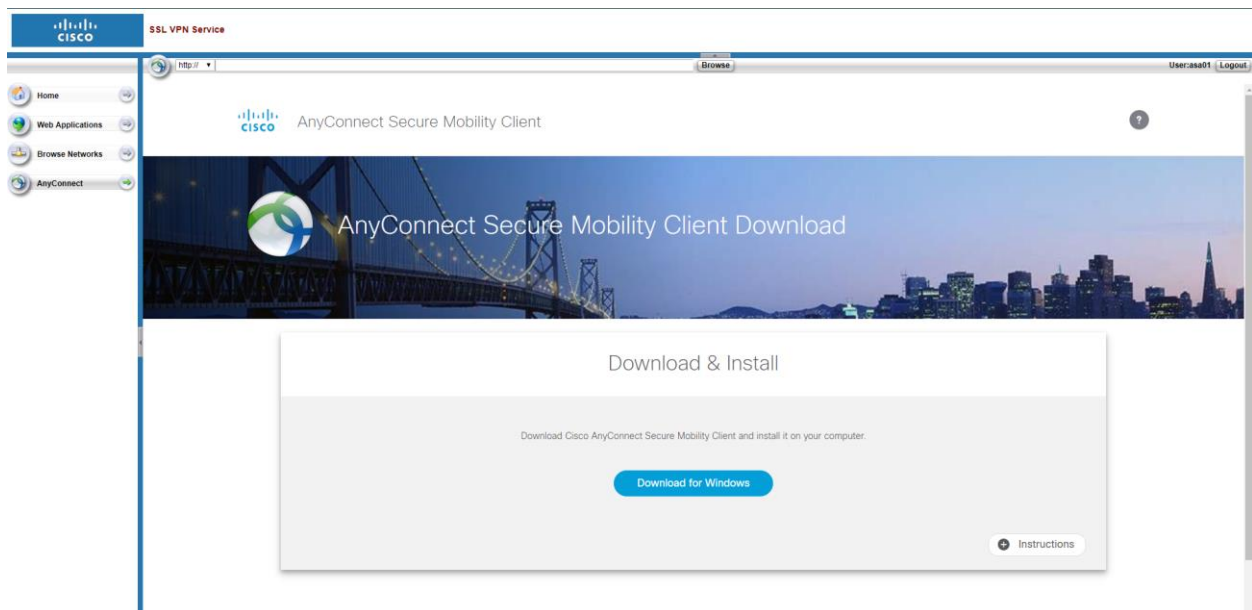 CISCO
SSL VPN Service
http://
Browse
User:asa01 Logout
Home
Web Applications
Browse Networks
AnyConnect
CISCO AnyConnect Secure Mobility Client
?
AnyConnect Secure Mobility Client Download
Download & Install
Download Cisco AnyConnect Secure Mobility Client and install it on your computer.
Download for Windows
Instructions